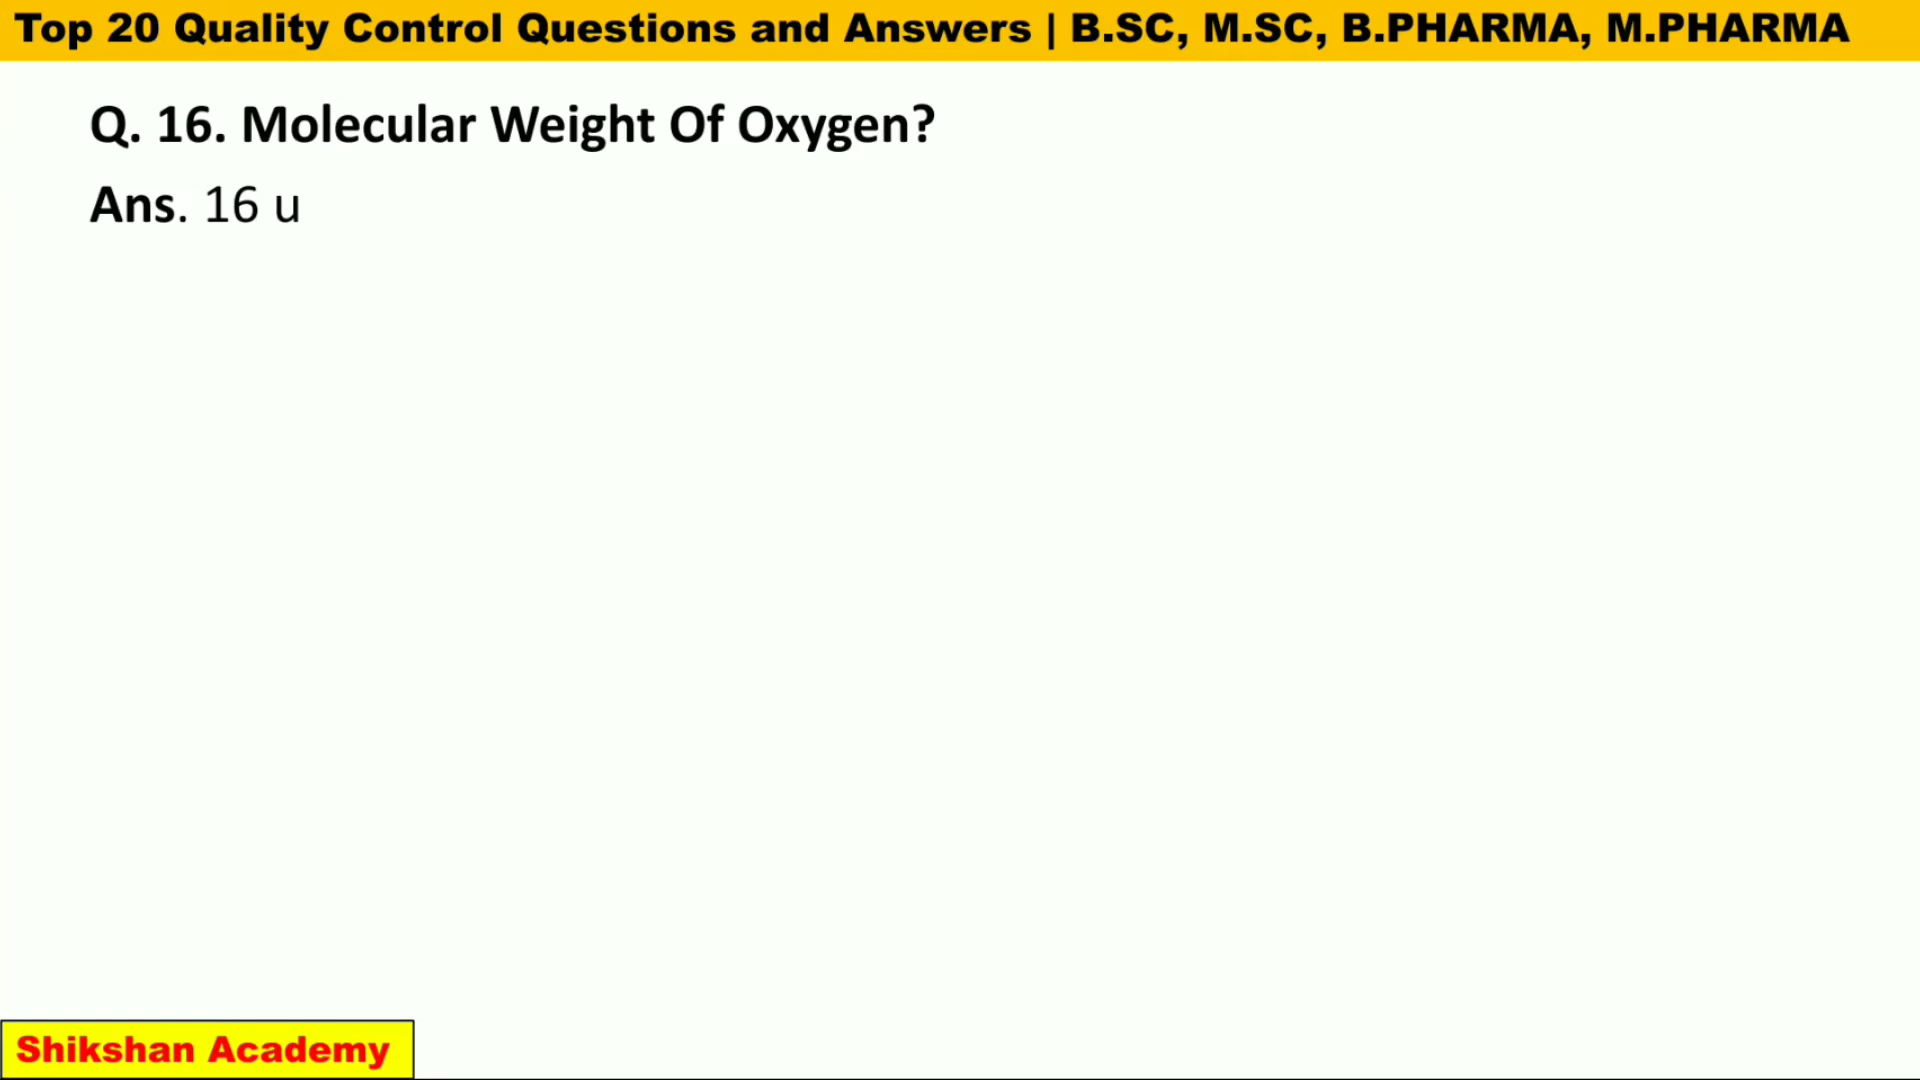 Top 20 Quality Control Questions and Answers | B.SC, M.SC, B.PHARMA, M.PHARMA
Q. 16. Molecular Weight Of Oxygen?
Ans. 16 u
Shikshan Academy